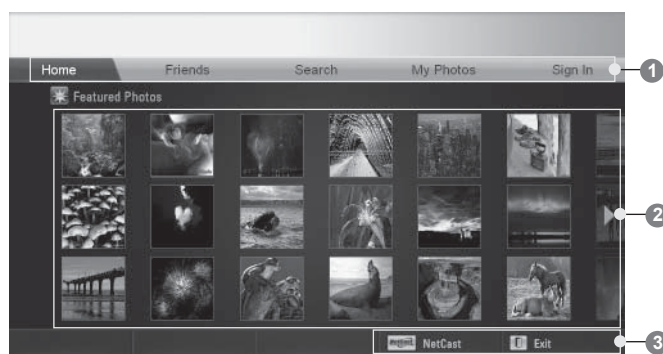 Home Friends Search My Photos Sign In
1
Featured Photos
2
NetCast Exit
3